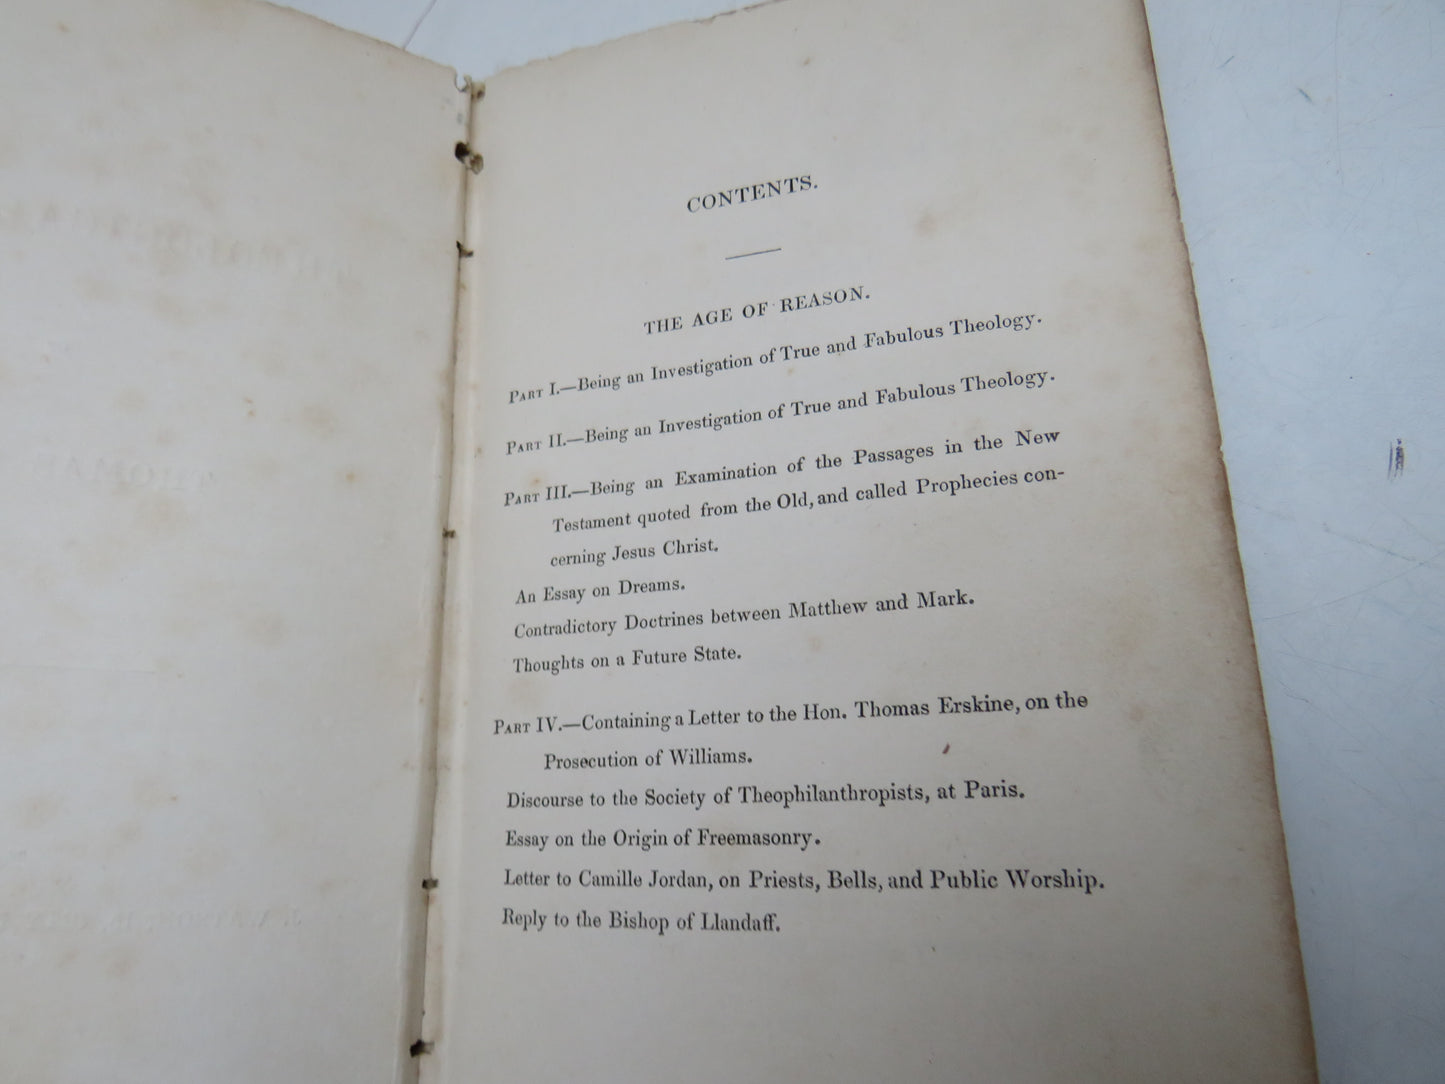 CONTENTS.
THE AGE OF REASON.
PART I.—Being an Investigation of True and Fabulous Theology.
PART II.—Being an Investigation of True and Fabulous Theology.
PART III.—Being an Examination of the Passages in the New
Testament quoted from the Old, and called Prophecies con-
cerning Jesus Christ.
An Essay on Dreams.
Contradictory Doctrines between Matthew and Mark.
Thoughts on a Future State.
PART IV.—Containing a Letter to the Hon. Thomas Erskine, on the
Prosecution of Williams.
Discourse to the Society of Theophilanthropists, at Paris.
Essay on the Origin of Freemasonry.
Letter to Camille Jordan, on Priests, Bells, and Public Worship.
Reply to the Bishop of Llandaff.